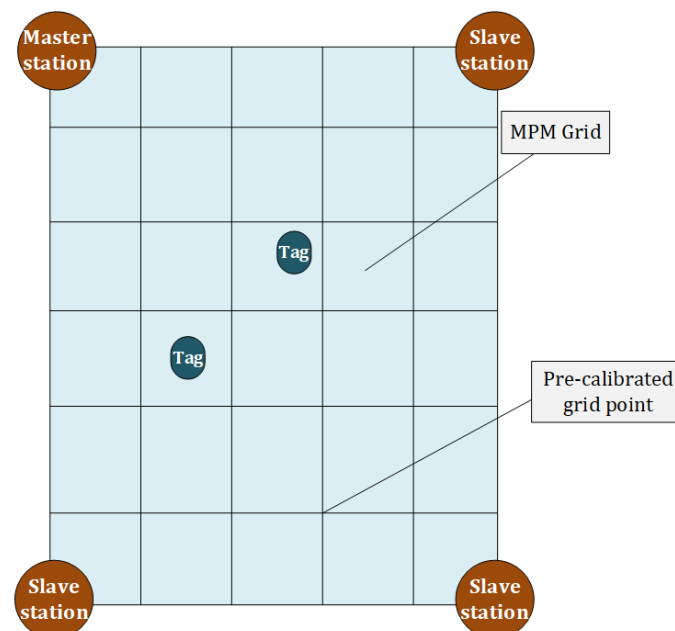 Master
station
Slave
station
MPM Grid
Tag
Tag
Pre-calibrated
grid point
Slave
station
Slave
station